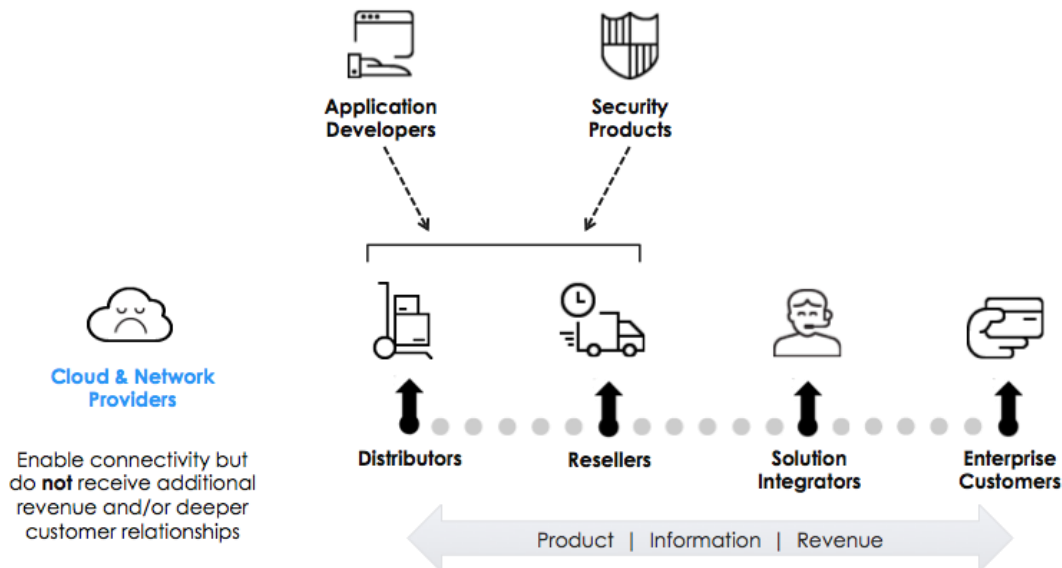 Application
Developers
Security
Products
Cloud & Network
Providers
Enable connectivity but
do not receive additional
revenue and/or deeper
customer relationships
Distributors
Resellers
Solution
Integrators
Enterprise
Customers
Product | Information | Revenue